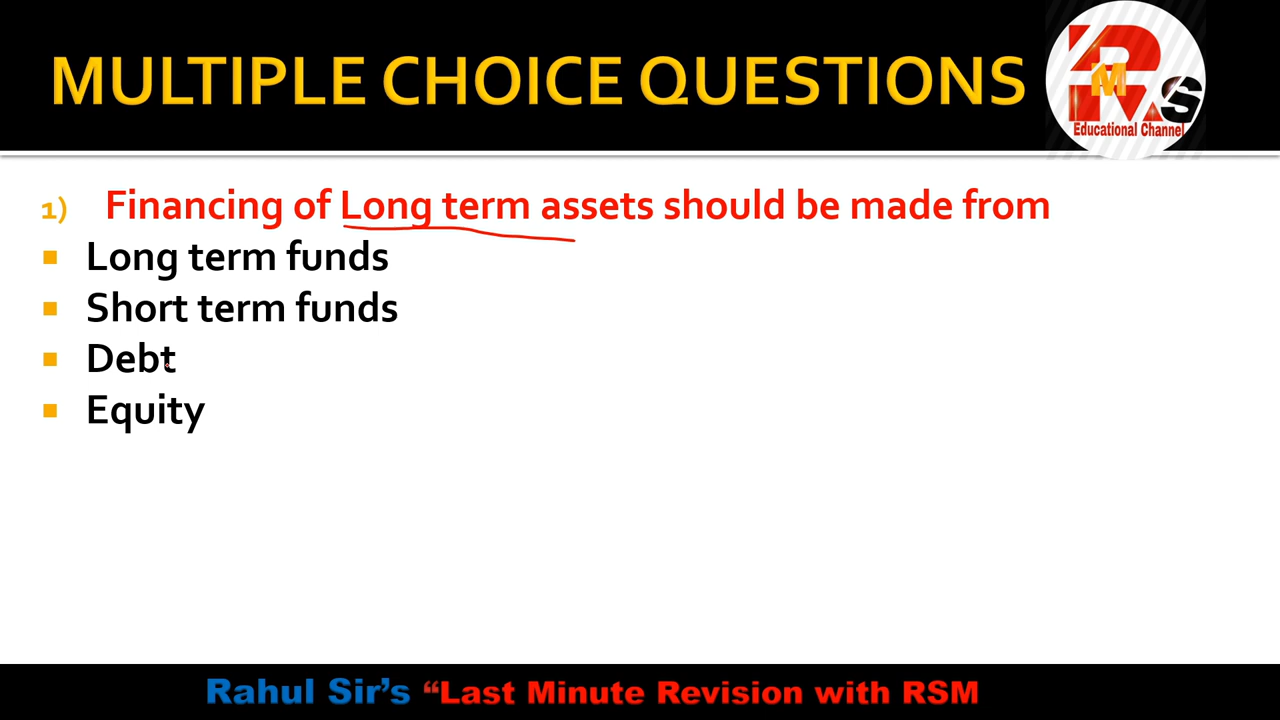 MULTIPLE CHOICE QUESTIONS
RMS
Educational Channel
1) Financing of Long term assets should be made from
Long term funds
Short term funds
Debt
Equity
Rahul Sir’s “Last Minute Revision with RSM